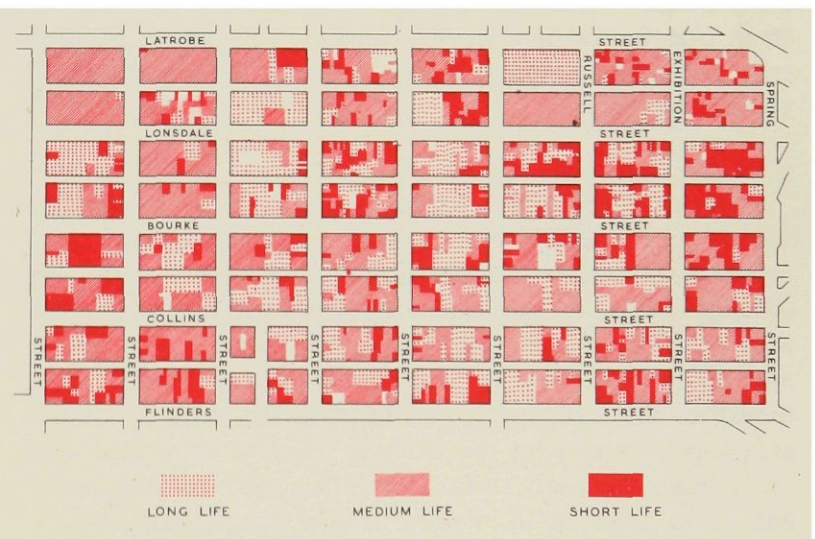 LATROBE STREET
RUSSELL
EXHIBITION
SPRING
LONSDALE STREET
BOURKE STREET
COLLINS STREET
STREET
STREET
STREET
STREET
STREET
STREET
STREET
STREET
STREET
FLINDERS STREET
LONG LIFE
MEDIUM LIFE
SHORT LIFE